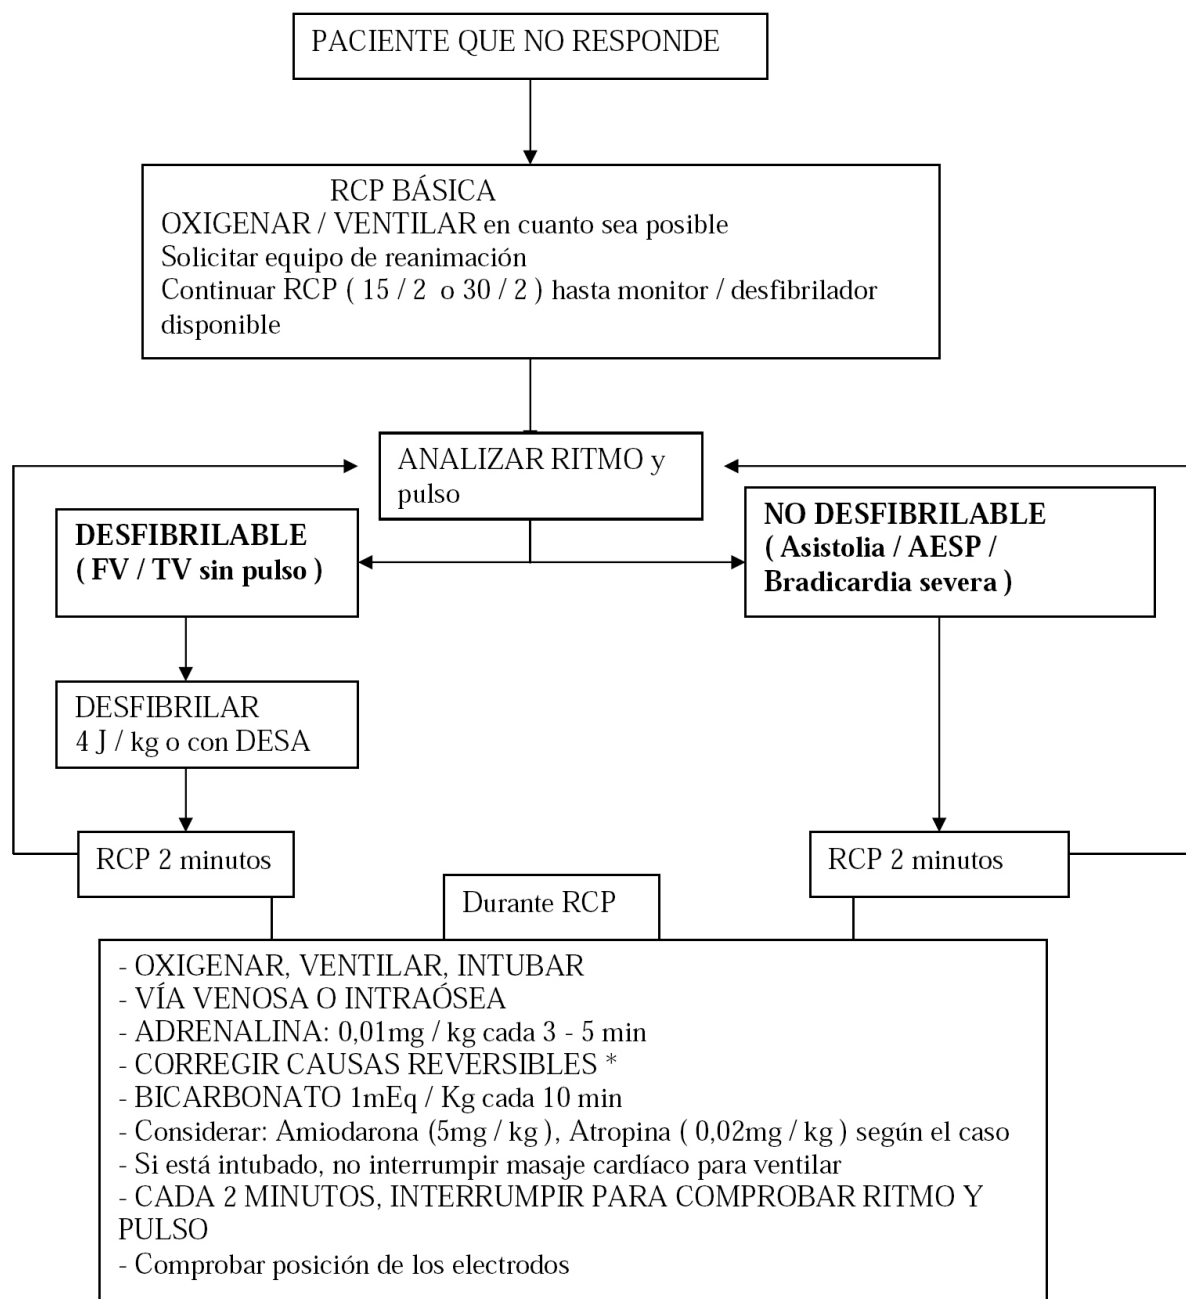 PACIENTE QUE NO RESPONDE
RCP BÁSICA
OXIGENAR / VENTILAR en cuanto sea posible
Solicitar equipo de reanimación
Continuar RCP ( 15 / 2 o 30 / 2 ) hasta monitor / desfibrilador
disponible
ANALIZAR RITMO y
pulso
DESFIBRILABLE
( FV / TV sin pulso )
NO DESFIBRILABLE
( Asistolia / AESP /
Bradicardia severa )
DESFIBRILAR
4 J / kg o con DESA
RCP 2 minutos
RCP 2 minutos
Durante RCP
- OXIGENAR, VENTILAR, INTUBAR
- VÍA VENOSA O INTRAÓSEA
- ADRENALINA: 0,01mg / kg cada 3 - 5 min
- CORREGIR CAUSAS REVERSIBLES *
- BICARBONATO 1mEq / Kg cada 10 min
- Considerar: Amiodarona (5mg / kg ), Atropina ( 0,02mg / kg ) según el caso
- Si está intubado, no interrumpir masaje cardíaco para ventilar
- CADA 2 MINUTOS, INTERRUMPIR PARA COMPROBAR RITMO Y
PULSO
- Comprobar posición de los electrodos